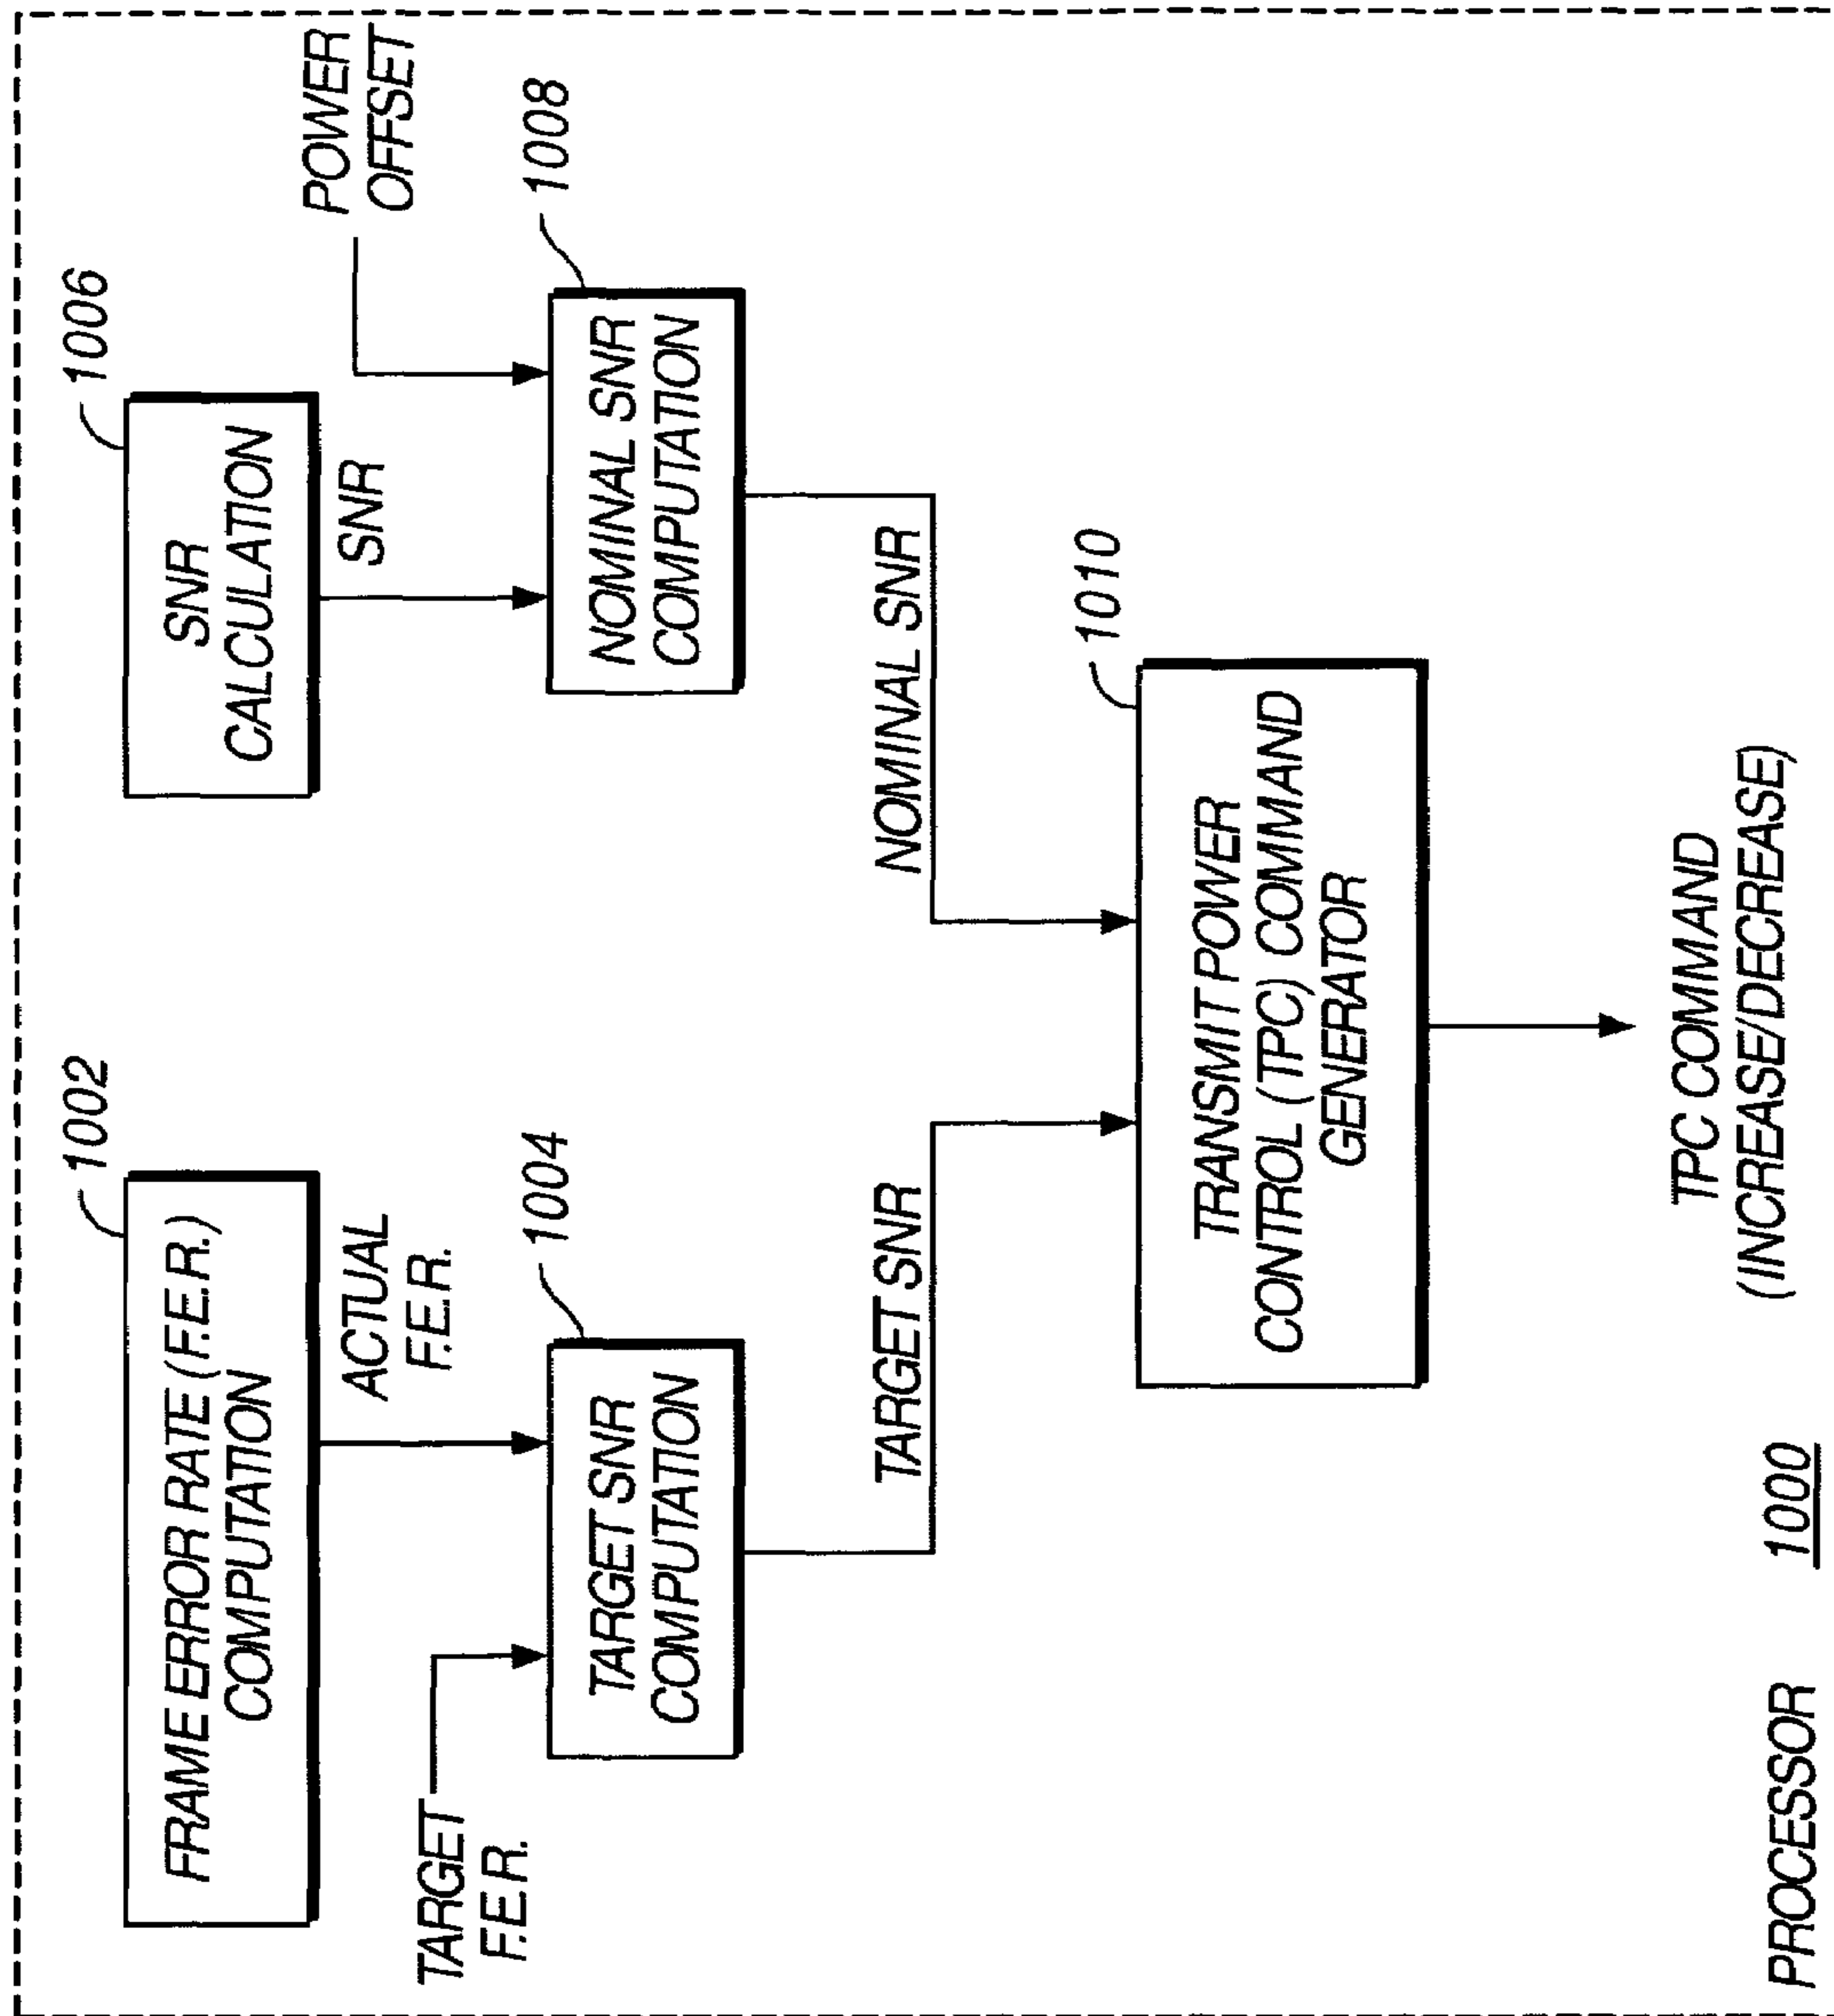 1002
FRAME ERROR RATE (F.E.R.)
COMPUTATION
ACTUAL
F.E.R.
TARGET
F.E.R.
1004
TARGET SNR
COMPUTATION
TARGET SNR
1006
SNR
CALCULATION
SNR
POWER
OFFSET
1008
NOMINAL SNR
COMPUTATION
NOMINAL SNR
1010
TRANSMIT POWER
CONTROL (TPC) COMMAND
GENERATOR
TPC COMMAND
(INCREASE/DECREASE)
PROCESSOR 1000